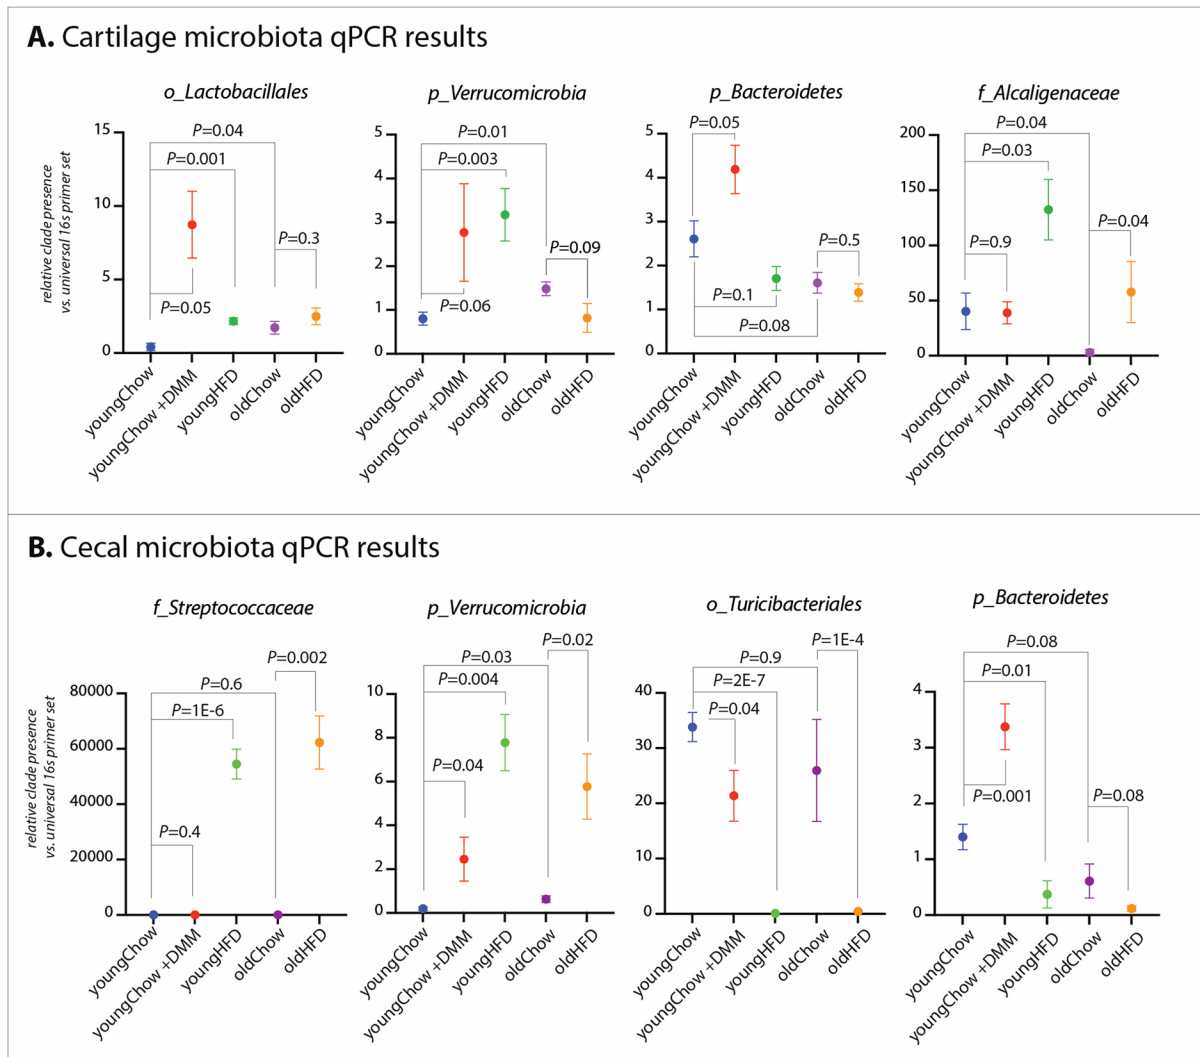 A. Cartilage microbiota qPCR results
o_Lactobacillales
relative clade presence
vs. universal 16s primer set
15
10
5
0
P=0.04
P=0.001
P=0.3
P=0.05
youngChow
youngChow +DMM
youngHFD
oldChow
oldHFD
p_Verrucomicrobia
5
4
3
2
1
0
P=0.01
P=0.003
P=0.09
P=0.06
youngChow
youngChow +DMM
youngHFD
oldChow
oldHFD
p_Bacteroidetes
5
4
3
2
1
0
P=0.05
P=0.5
P=0.1
P=0.08
youngChow
youngChow +DMM
youngHFD
oldChow
oldHFD
f_Alcaligenaceae
200
150
100
50
0
P=0.04
P=0.03
P=0.04
P=0.9
youngChow
youngChow +DMM
youngHFD
oldChow
oldHFD
B. Cecal microbiota qPCR results
f_Streptococcaceae
relative clade presence
vs. universal 16s primer set
80000
60000
40000
20000
0
P=0.002
P=0.6
P=1E-6
P=0.4
youngChow
youngChow +DMM
youngHFD
oldChow
oldHFD
p_Verrucomicrobia
10
8
6
4
2
0
P=0.02
P=0.03
P=0.004
P=0.04
youngChow
youngChow +DMM
youngHFD
oldChow
oldHFD
o_Turicibacteriales
40
30
20
10
0
P=1E-4
P=0.9
P=2E-7
P=0.04
youngChow
youngChow +DMM
youngHFD
oldChow
oldHFD
p_Bacteroidetes
4
3
2
1
0
P=0.08
P=0.01
P=0.001
P=0.08
youngChow
youngChow +DMM
youngHFD
oldChow
oldHFD